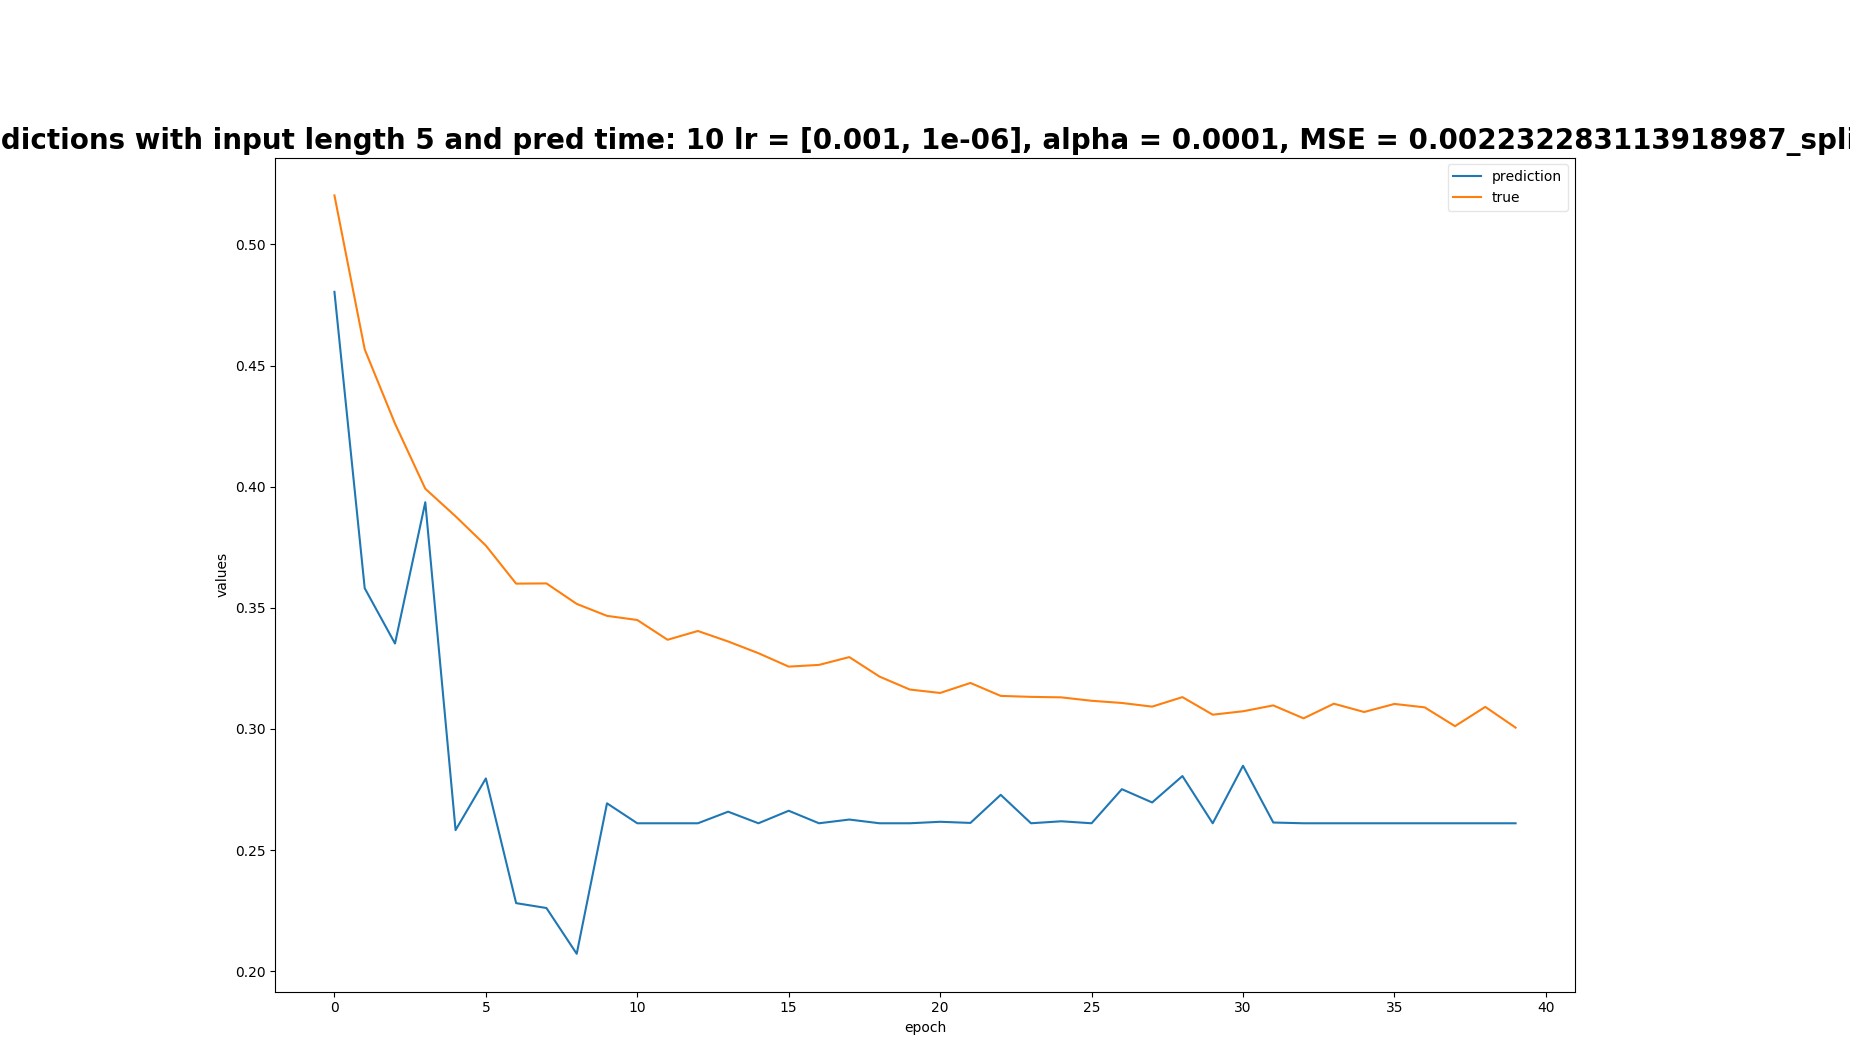 dictions with input length 5 and pred time: 10 lr = [0.001, 1e-06], alpha = 0.0001, MSE = 0.002232283113918987_spli
prediction
true
0.50
0.45
0.40
0.35
0.30
0.25
0.20
values
0 5 10 15 20 25 30 35 40
epoch